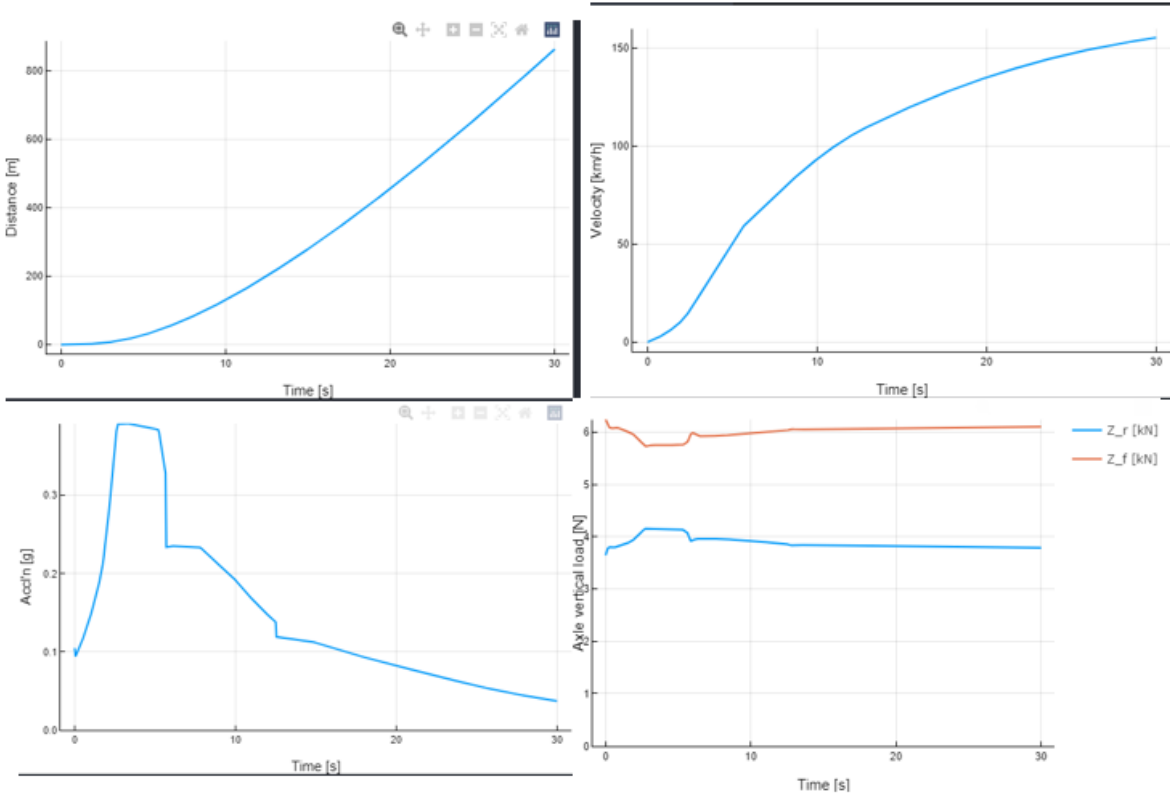 800
600
400
200
0
Distance [m]
0 10 20 30
Time [s]
150
100
50
0
Velocity [km/h]
0 10 20 30
Time [s]
0.3
0.2
0.1
0.0
Accl'n [g]
0 10 20 30
Time [s]
6
5
4
3
2
1
0
Axle vertical load [N]
0 10 20 30
Time [s]
Z_r [kN]
Z_f [kN]